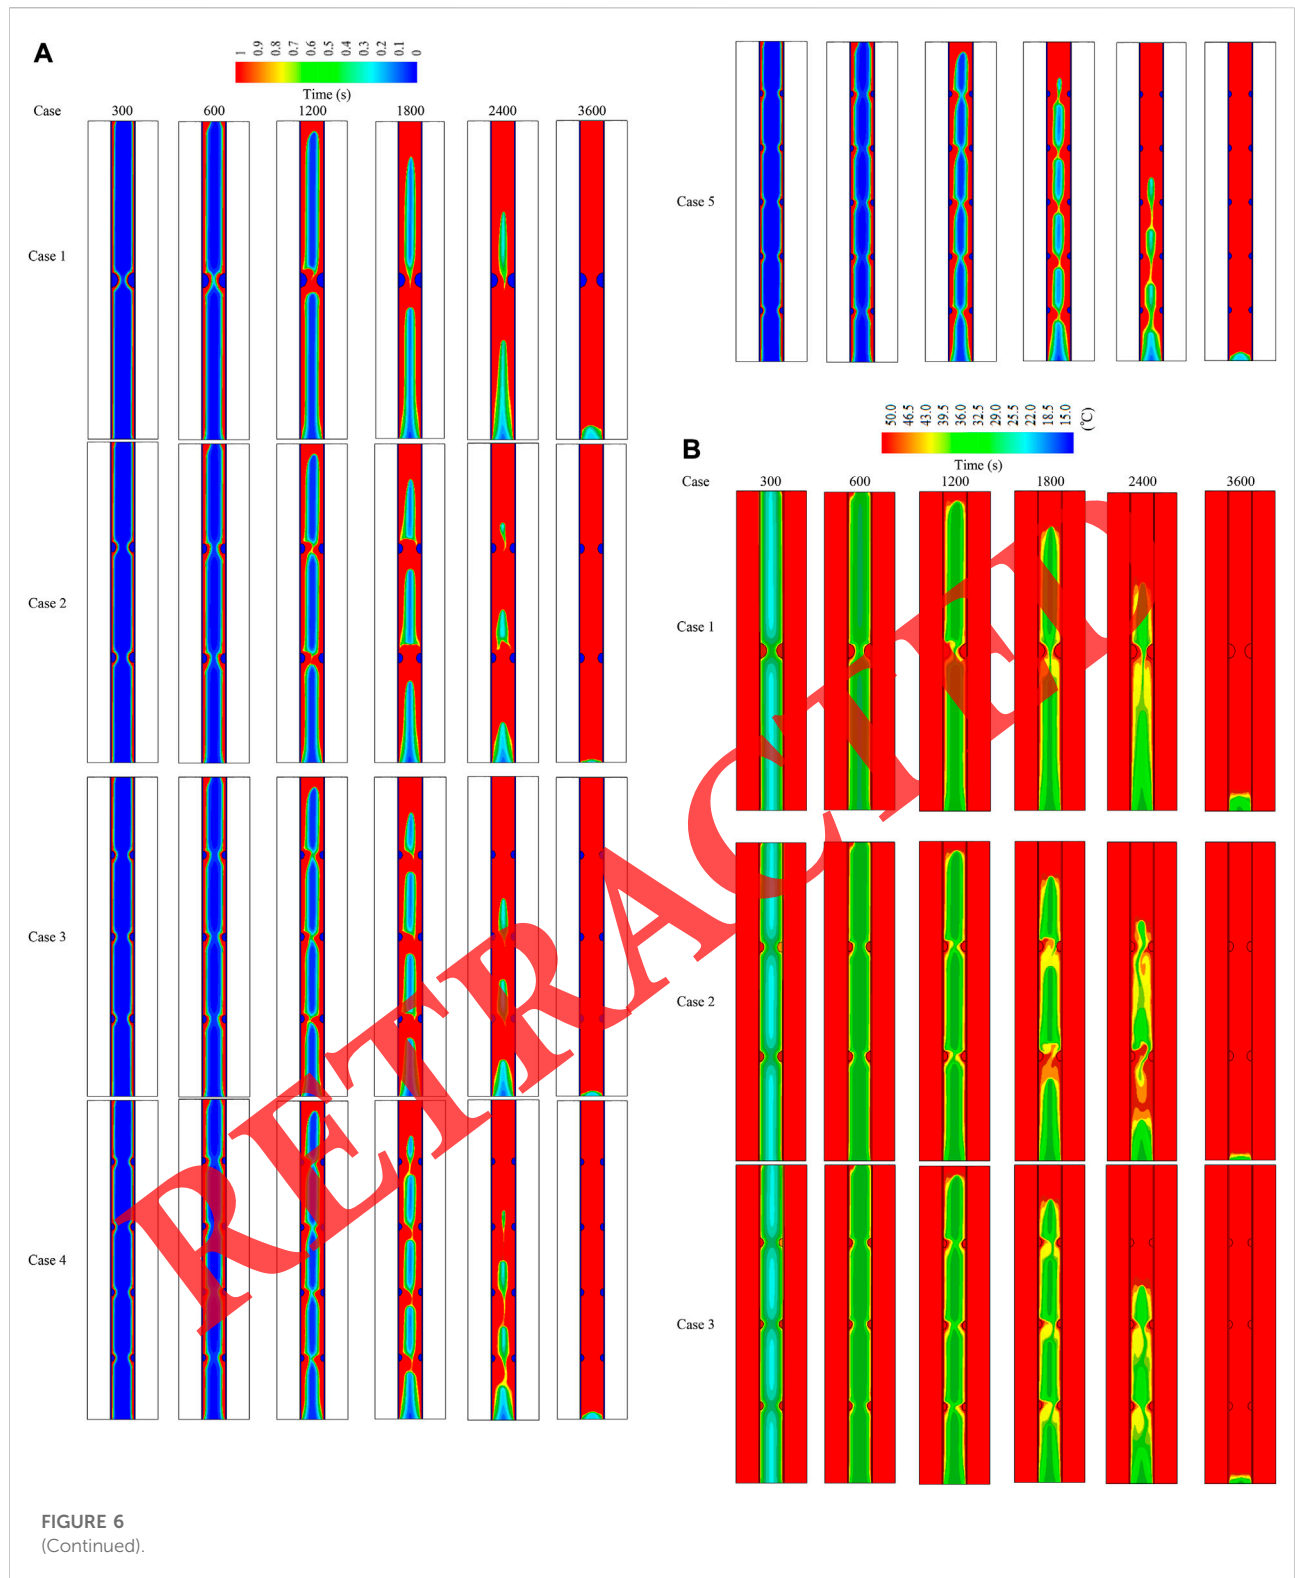 A
1 0.9 0.8 0.7 0.6 0.5 0.4 0.3 0.2 0.1 0
Time (s)
Case 300 600 1200 1800 2400 3600
Case 1
Case 2
Case 3
Case 4
Case 5
B
50.0 46.5 43.0 39.5 36.0 32.5 29.0 25.5 22.0 18.5 15.0 (℃)
Time (s)
Case 300 600 1200 1800 2400 3600
Case 1
Case 2
Case 3
RETRACTED
FIGURE 6
(Continued).